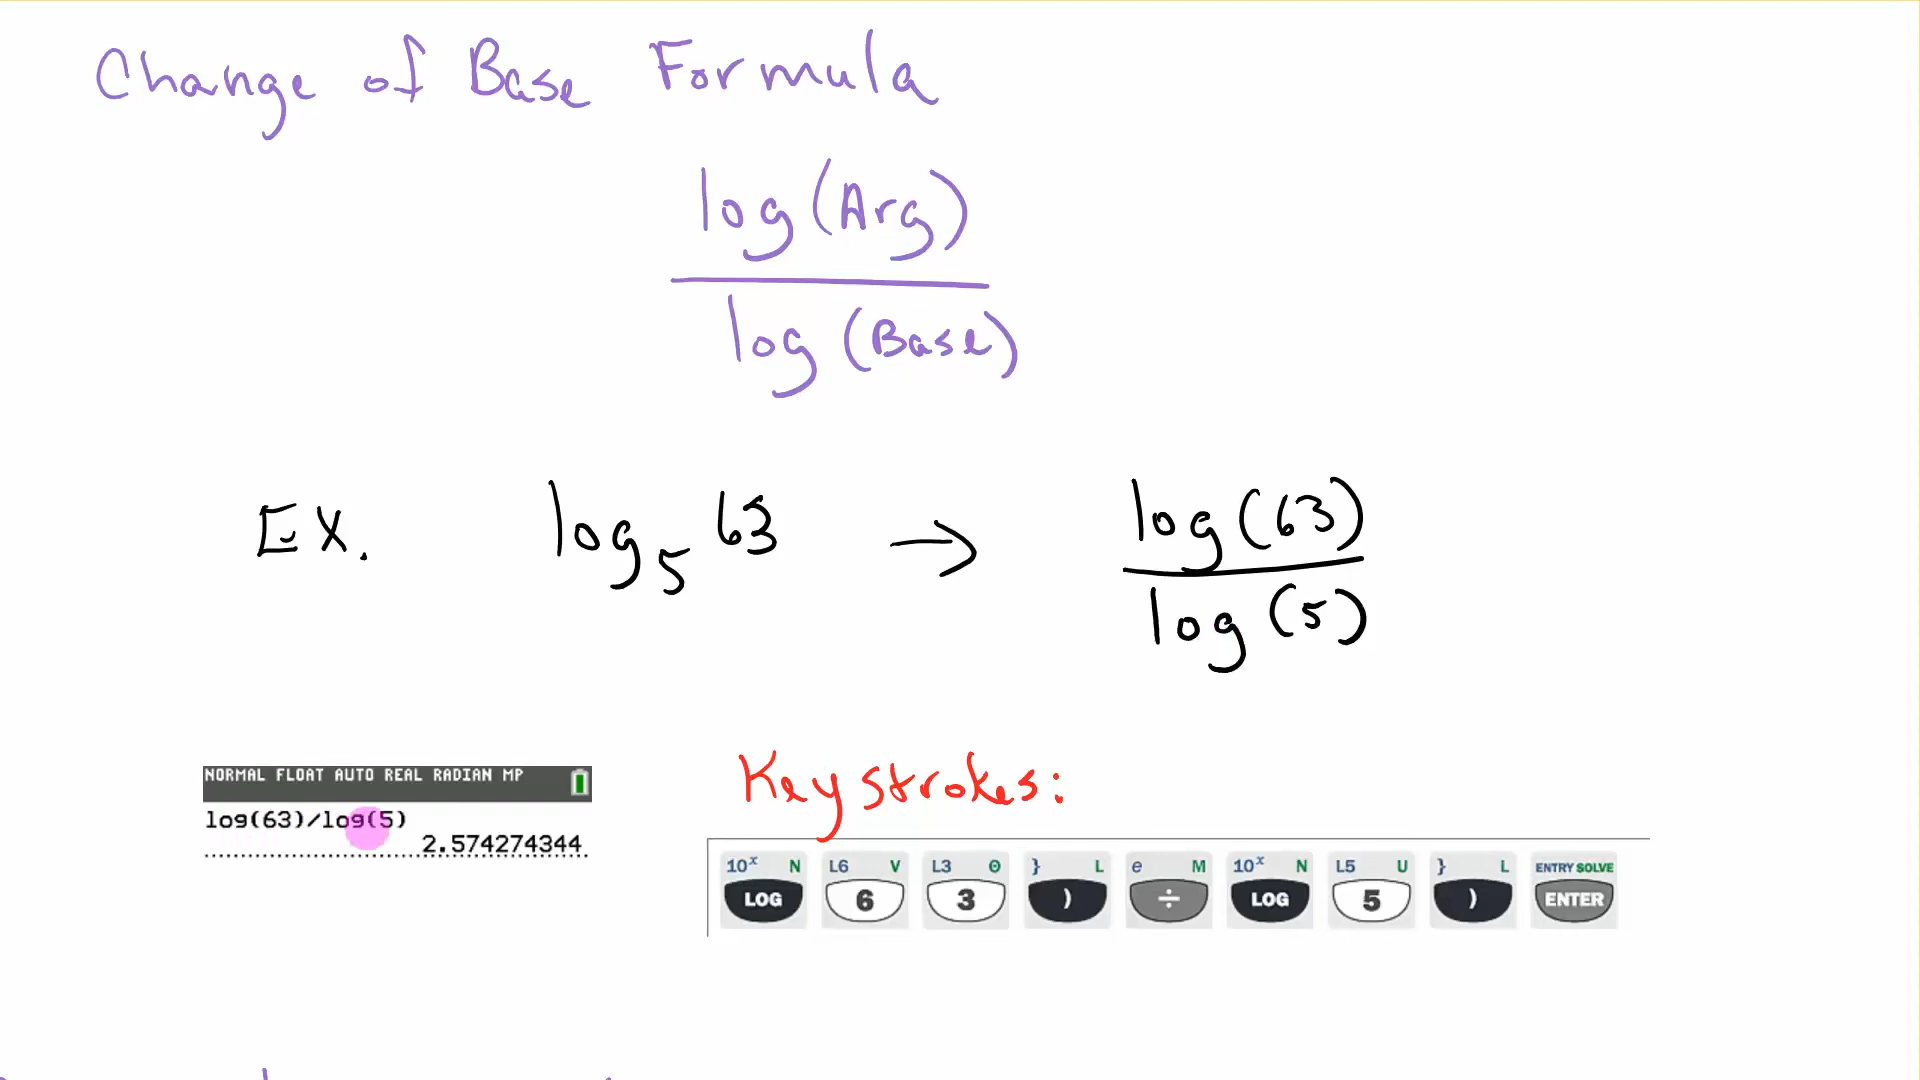 Change of Base Formula
log(Arg)
log(Base)
Ex. log₅ 63 → log(63)
log(5)
NORMAL FLOAT AUTO REAL RADIAN MP
log(63)/log(5)
2.574274344
Keystrokes:
10ˣ N L6 V L3 θ } L e M 10ˣ N L5 U } L ENTRY SOLVE
LOG 6 3 ) ÷ LOG 5 ) ENTER